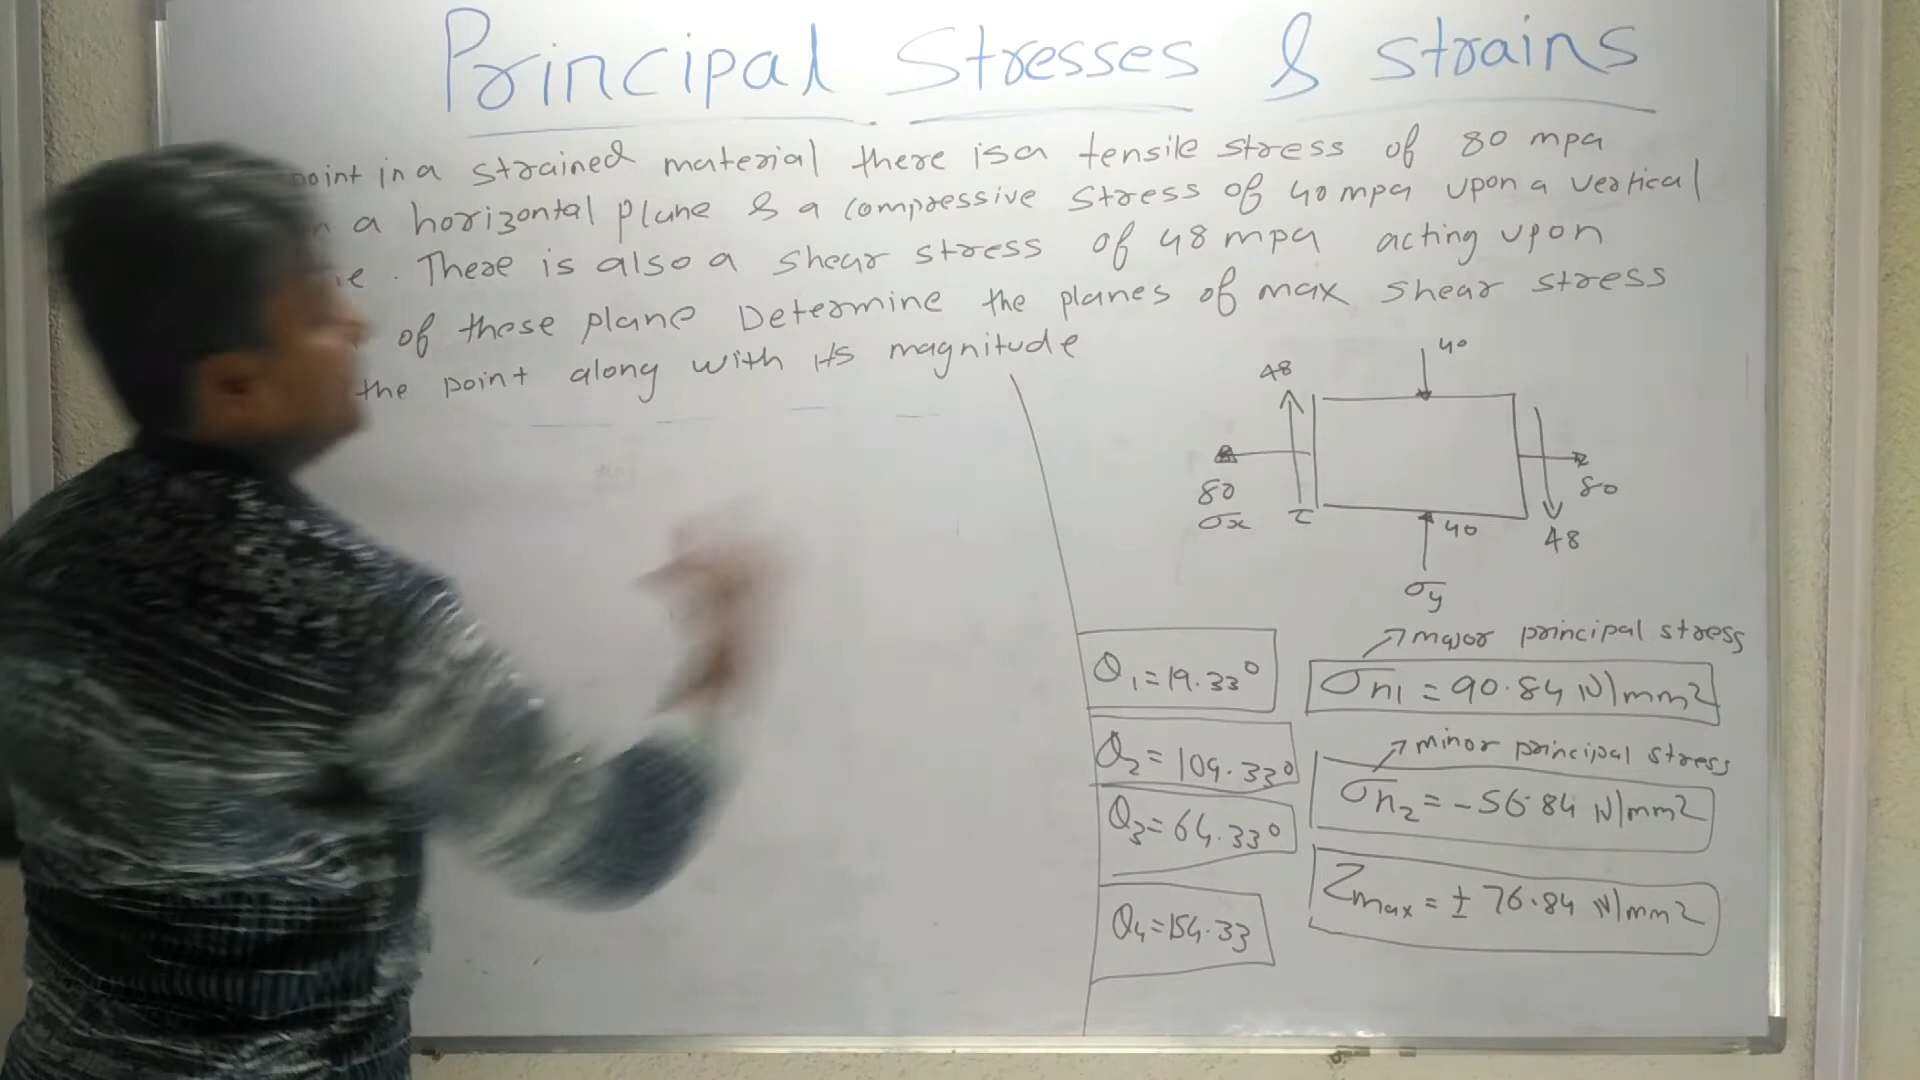 Principal Stresses & strains
point in a strained material there is a tensile stress of 80 mpa
a horizontal plane & a compressive stress of 40 mpa upon a vertical
There is also a shear stress of 48 mpa acting upon
of these plane Determine the planes of max shear stress
the point along with its magnitude
40
48
80
σx
τ
80
48
40
σy
θ1=19.33°
θ2=109.33°
θ3=64.33°
θ4=154.33
major principal stress
σn1 = 90.84 N/mm2
minor principal stress
σn2 = -56.84 N/mm2
τmax = ± 76.84 N/mm2